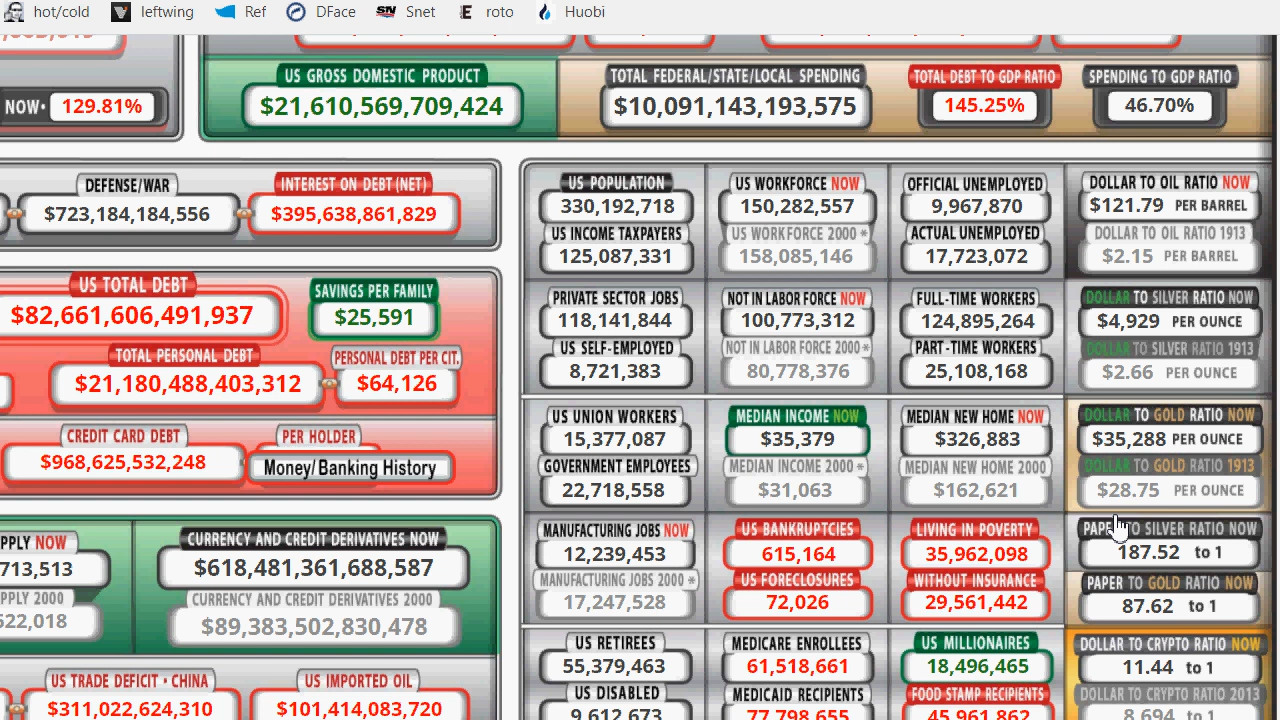 hot/cold leftwing Ref DFace Snet roto Huobi
US GROSS DOMESTIC PRODUCT
$21,610,569,709,424
TOTAL FEDERAL/STATE/LOCAL SPENDING
$10,091,143,193,575
TOTAL DEBT TO GDP RATIO
145.25%
SPENDING TO GDP RATIO
46.70%
NOW• 129.81%
DEFENSE/WAR
$723,184,184,556
INTEREST ON DEBT (NET)
$395,638,861,829
US TOTAL DEBT
$82,661,606,491,937
SAVINGS PER FAMILY
$25,591
TOTAL PERSONAL DEBT
$21,180,488,403,312
PERSONAL DEBT PER CIT.
$64,126
CREDIT CARD DEBT
$968,625,532,248
PER HOLDER
Money/Banking History
PPLY NOW
713,513
PPLY 2000
522,018
CURRENCY AND CREDIT DERIVATIVES NOW
$618,481,361,688,587
CURRENCY AND CREDIT DERIVATIVES 2000
$89,383,502,830,478
US TRADE DEFICIT • CHINA
$311,022,624,310
US IMPORTED OIL
$101,414,083,720
US POPULATION
330,192,718
US INCOME TAXPAYERS
125,087,331
US WORKFORCE NOW
150,282,557
US WORKFORCE 2000 *
158,085,146
OFFICIAL UNEMPLOYED
9,967,870
ACTUAL UNEMPLOYED
17,723,072
DOLLAR TO OIL RATIO NOW
$121.79 PER BARREL
DOLLAR TO OIL RATIO 1913
$2.15 PER BARREL
PRIVATE SECTOR JOBS
118,141,844
US SELF-EMPLOYED
8,721,383
NOT IN LABOR FORCE NOW
100,773,312
NOT IN LABOR FORCE 2000 *
80,778,376
FULL-TIME WORKERS
124,895,264
PART-TIME WORKERS
25,108,168
DOLLAR TO SILVER RATIO NOW
$4,929 PER OUNCE
DOLLAR TO SILVER RATIO 1913
$2.66 PER OUNCE
US UNION WORKERS
15,377,087
GOVERNMENT EMPLOYEES
22,718,558
MEDIAN INCOME NOW
$35,379
MEDIAN INCOME 2000 *
$31,063
MEDIAN NEW HOME NOW
$326,883
MEDIAN NEW HOME 2000
$162,621
DOLLAR TO GOLD RATIO NOW
$35,288 PER OUNCE
DOLLAR TO GOLD RATIO 1913
$28.75 PER OUNCE
MANUFACTURING JOBS NOW
12,239,453
MANUFACTURING JOBS 2000 *
17,247,528
US BANKRUPTCIES
615,164
US FORECLOSURES
72,026
LIVING IN POVERTY
35,962,098
WITHOUT INSURANCE
29,561,442
PAPER TO SILVER RATIO NOW
187.52 to 1
PAPER TO GOLD RATIO NOW
87.62 to 1
US RETIREES
55,379,463
US DISABLED
9,612,673
MEDICARE ENROLLEES
61,518,661
MEDICAID RECIPIENTS
77,798,655
US MILLIONAIRES
18,496,465
FOOD STAMP RECIPIENTS
45,961,862
DOLLAR TO CRYPTO RATIO NOW
11.44 to 1
DOLLAR TO CRYPTO RATIO 2013
8,694 to 1